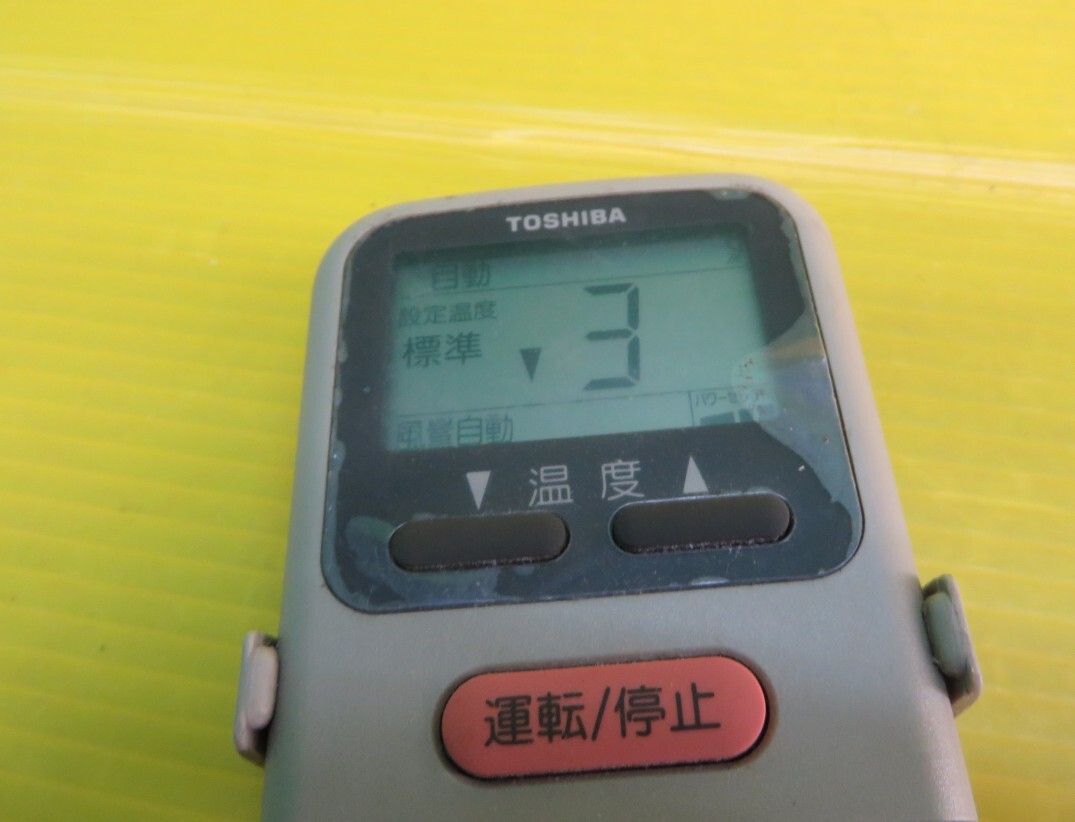 TOSHIBA
自動
設定温度
標準 ▼ 3
風量自動
▼ 温度 ▲
運転/停止